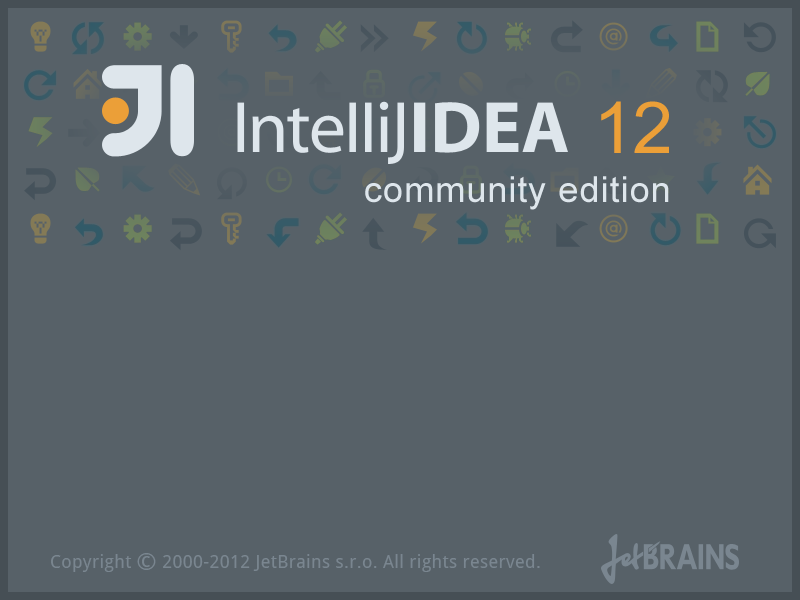 IntelliJIDEA 12
community edition
Copyright © 2000-2012 JetBrains s.r.o. All rights reserved.
JetBRAINS